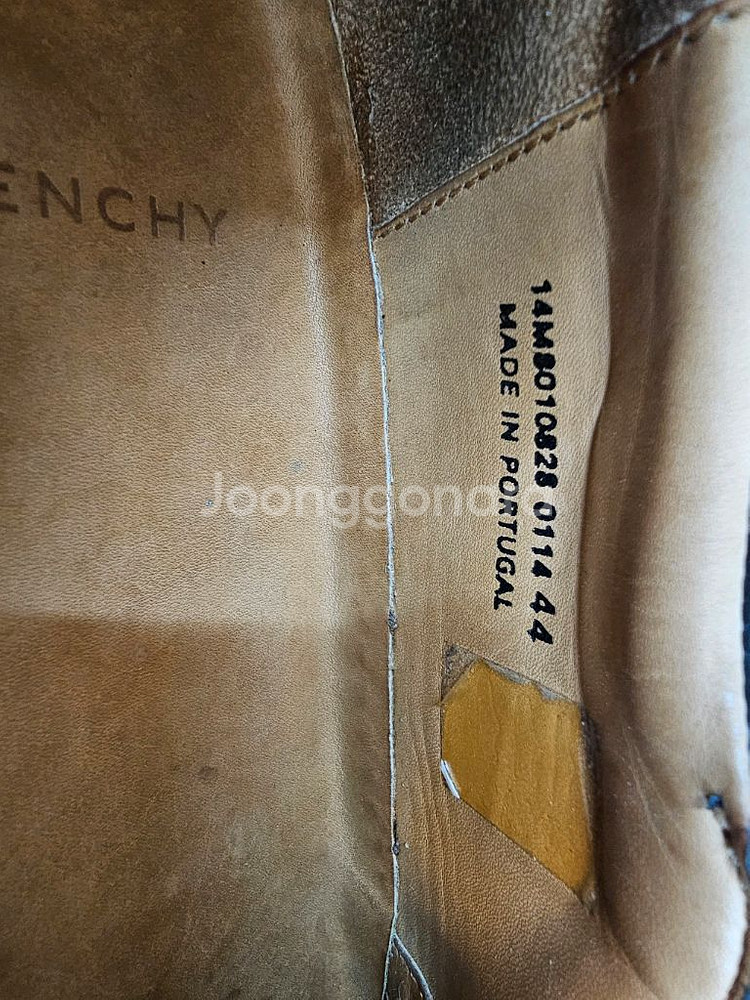 ENCHY
14M8010828 0114 44
MADE IN PORTUGAL
Joonggonara